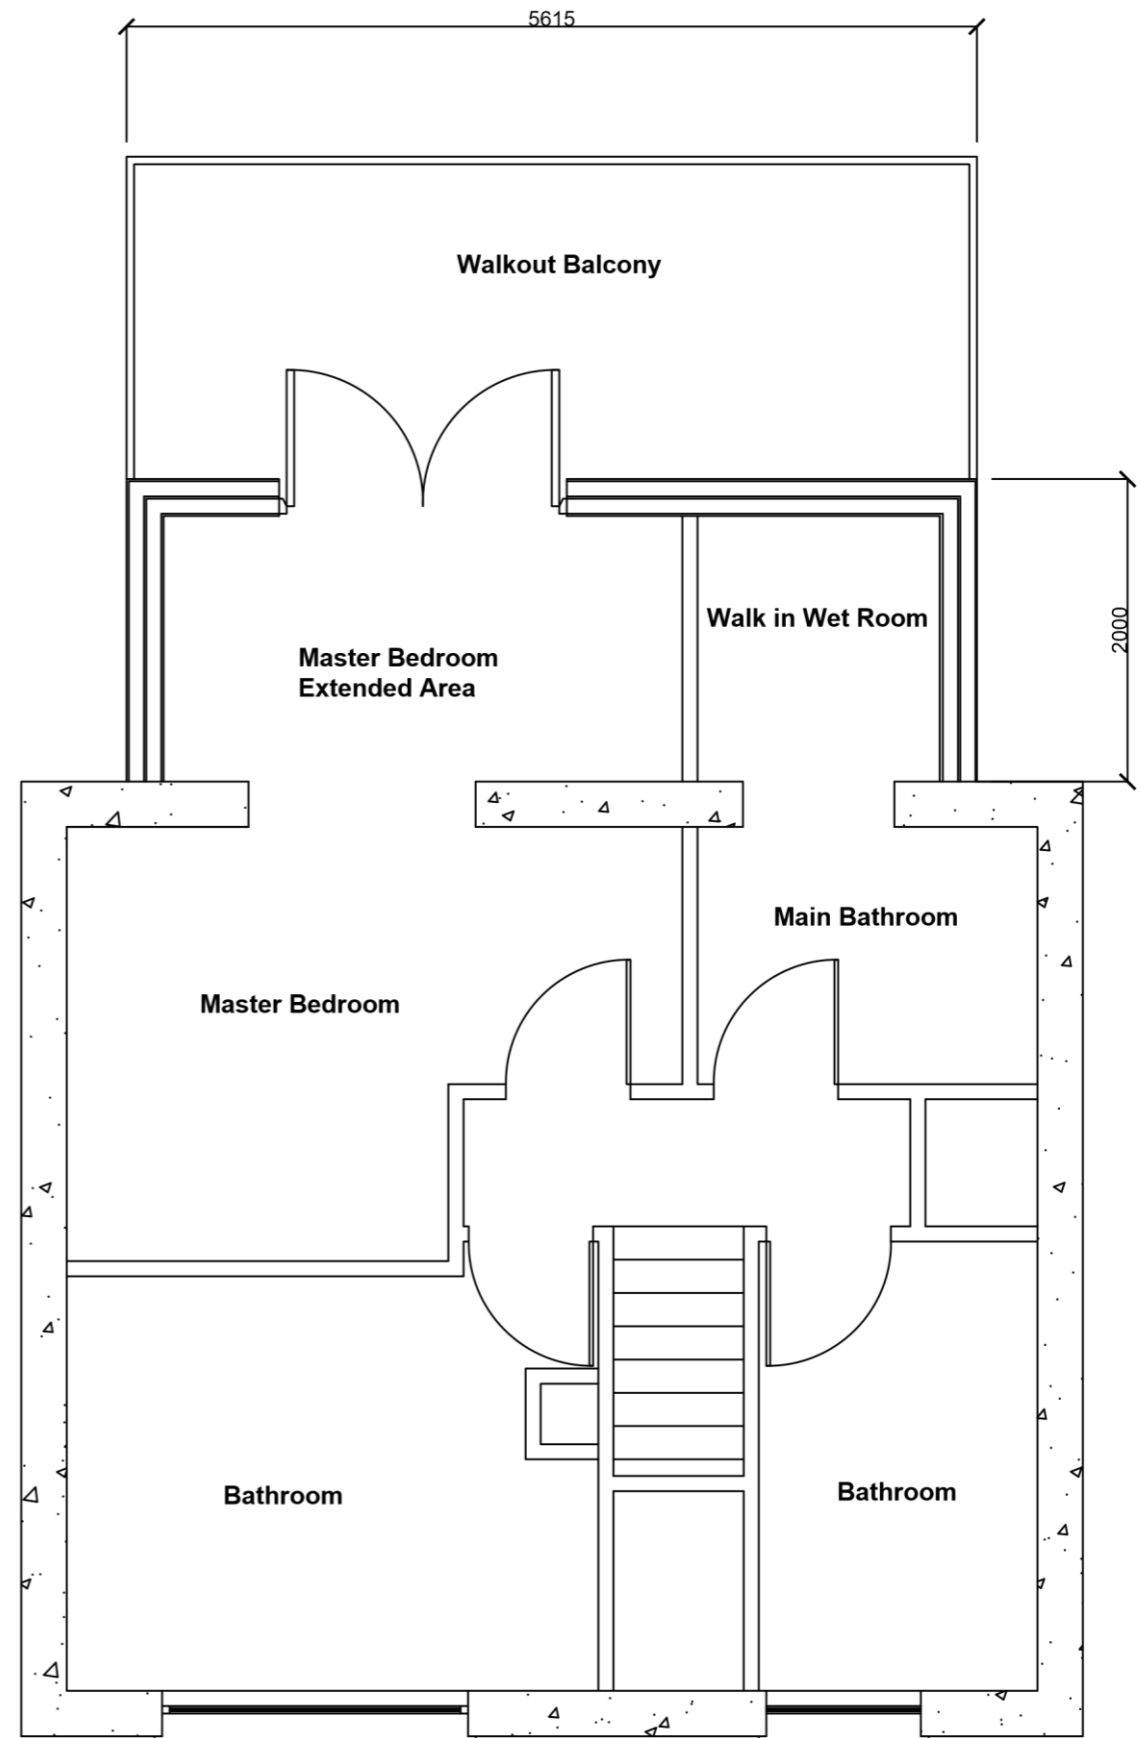 5615
Walkout Balcony
Walk in Wet Room
2000
Master Bedroom
Extended Area
Main Bathroom
Master Bedroom
Bathroom
Bathroom